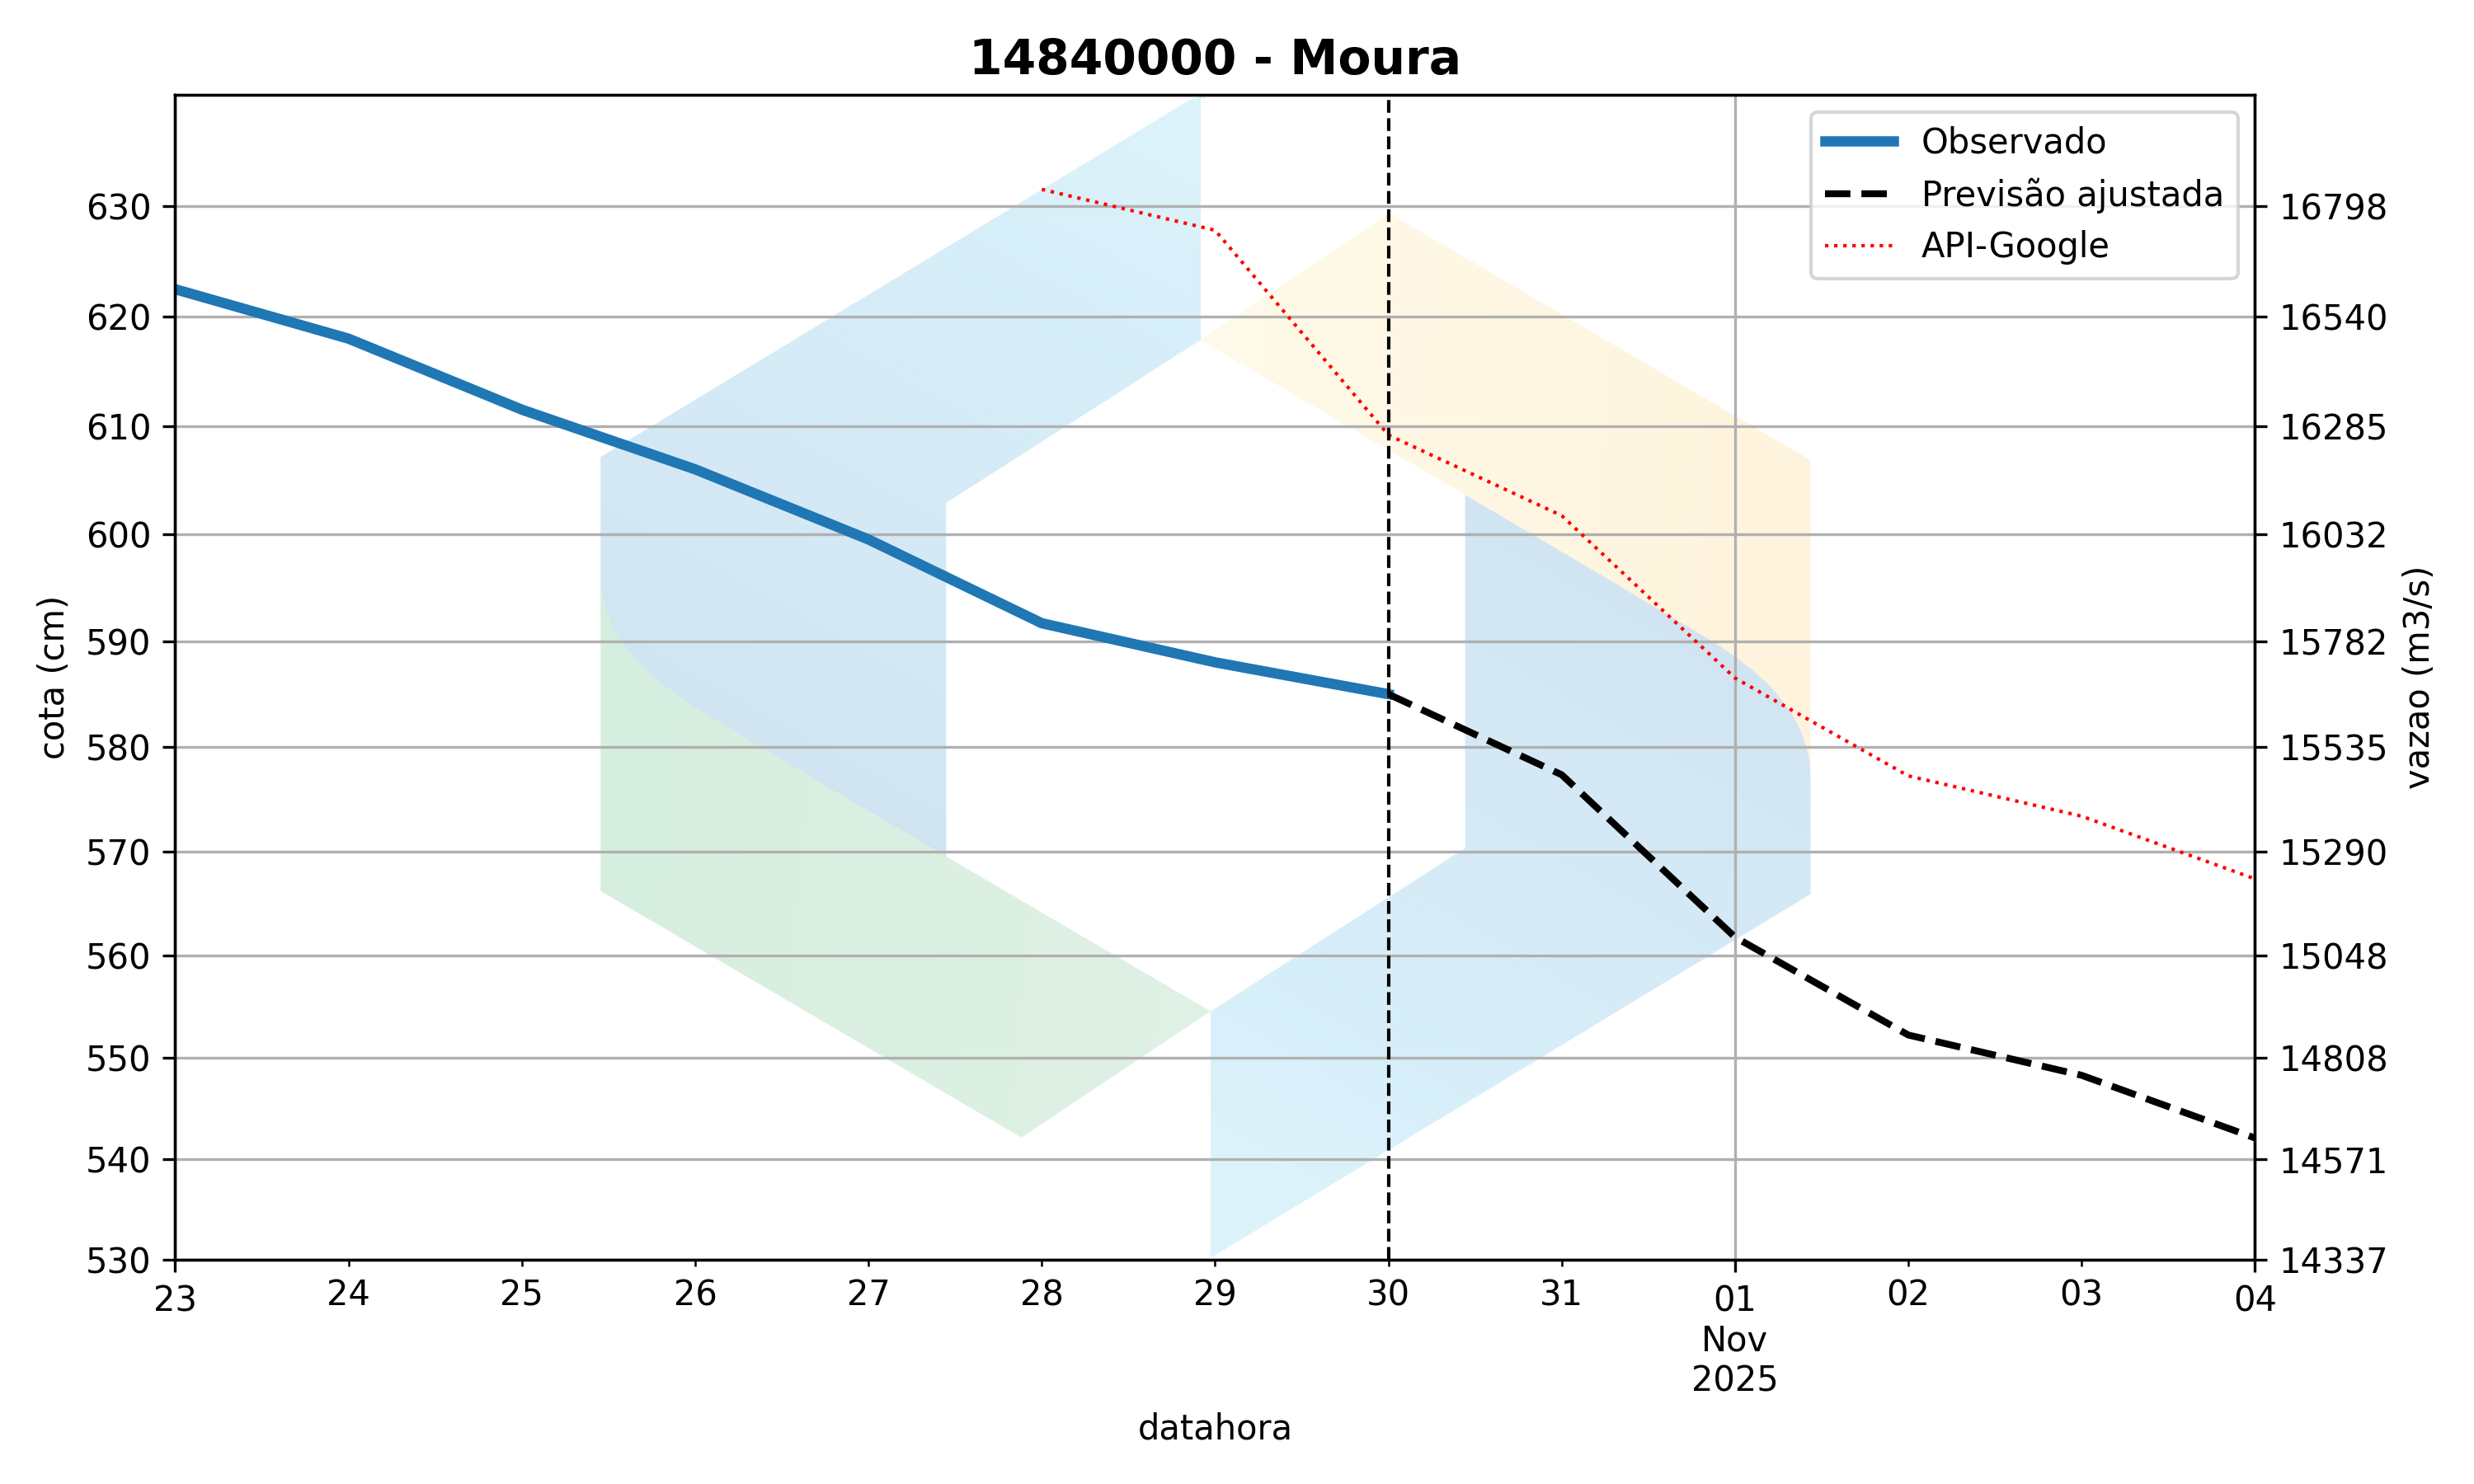 14840000 - Moura
Observado
Previsão ajustada
API-Google
630
620
610
600
590
580
570
560
550
540
530
cota (cm)
16798
16540
16285
16032
15782
15535
15290
15048
14808
14571
14337
vazao (m3/s)
23 24 25 26 27 28 29 30 31 01 02 03 04
Nov
2025
datahora